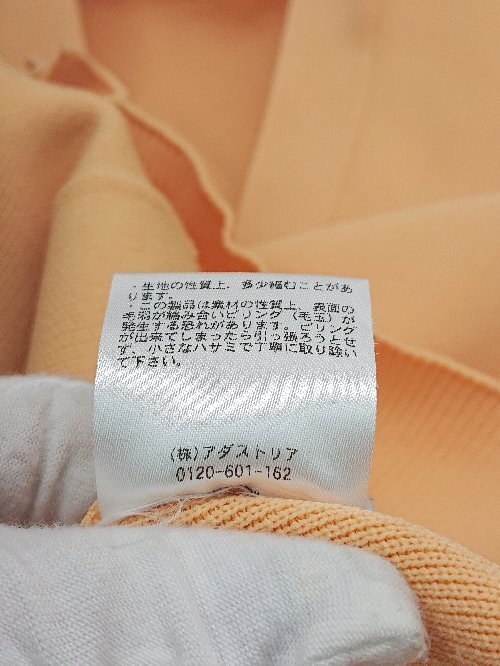 ・生地の性質上、多少縮むことがあ
ります。
・この製品は素材の性質上、表面の
毛羽が絡み合いピリング（毛玉）が
発生する恐れがあります。ピリング
が出来てしまったら引っ張ろうとせ
ず、小さなハサミで丁寧に取り除い
て下さい。
(株)アダストリア
0120-601-162